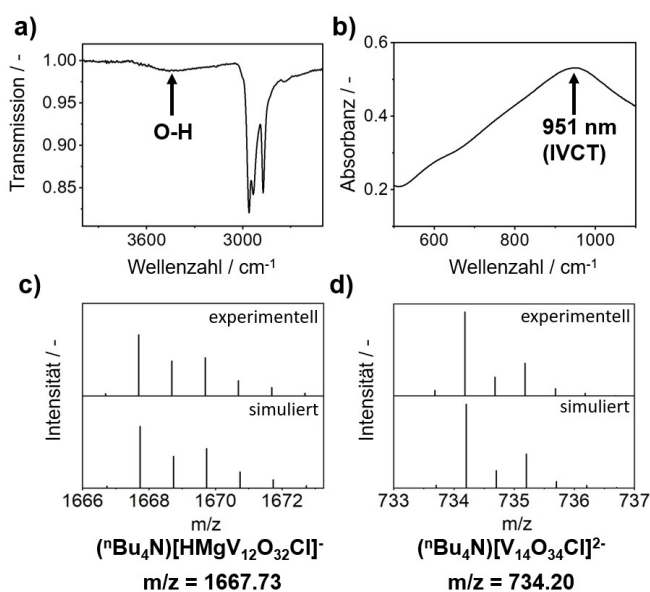 a)
Transmission / -
1.00
0.95
0.90
0.85
O-H
3600
3000
Wellenzahl / cm-1
b)
Absorbanz / -
0.6
0.4
0.2
951 nm
(IVCT)
600
800
1000
Wellenzahl / cm-1
c)
Intensität / -
experimentell
simuliert
1666
1668
1670
1672
m/z
(nBu4N)[HMgV12O32Cl]-
m/z = 1667.73
d)
Intensität / -
experimentell
simuliert
733
734
735
736
737
m/z
(nBu4N)[V14O34Cl]2-
m/z = 734.20